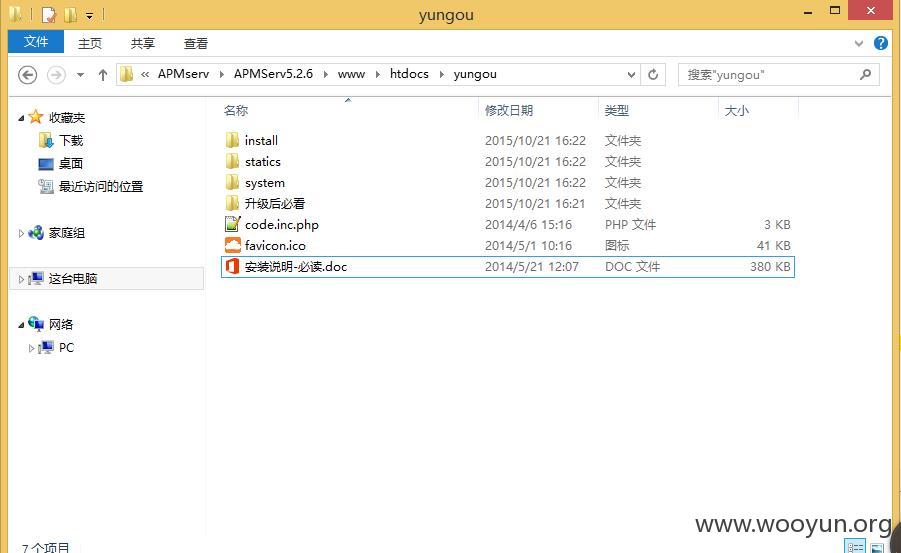 yungou
文件 主页 共享 查看
« APMserv APMServ5.2.6 www htdocs yungou 搜索"yungou"
名称 修改日期 类型 大小
收藏夹
下载
桌面
最近访问的位置
家庭组
这台电脑
网络
PC
install 2015/10/21 16:22 文件夹
statics 2015/10/21 16:22 文件夹
system 2015/10/21 16:22 文件夹
升级后必看 2015/10/21 16:21 文件夹
code.inc.php 2014/4/6 15:16 PHP 文件 3 KB
favicon.ico 2014/5/1 10:16 图标 41 KB
安装说明-必读.doc 2014/5/21 12:07 DOC 文件 380 KB
www.wooyun.org
7 个项目